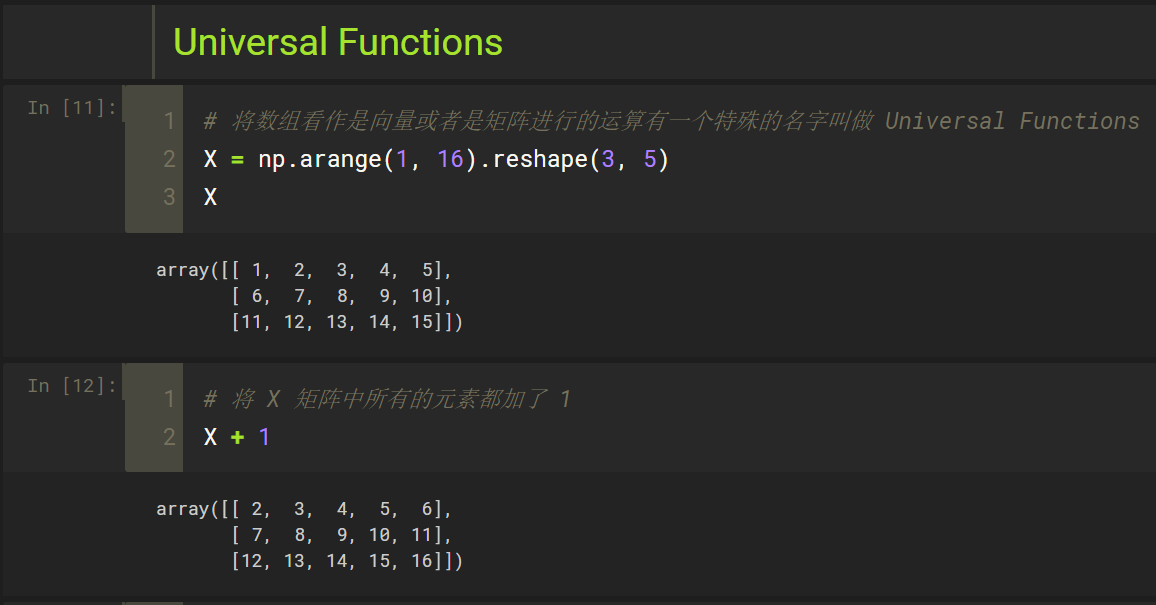 Universal Functions
In [11]:
1 # 将数组看作是向量或者是矩阵进行的运算有一个特殊的名字叫做 Universal Functions
2 X = np.arange(1, 16).reshape(3, 5)
3 X
array([[ 1,  2,  3,  4,  5],
       [ 6,  7,  8,  9, 10],
       [11, 12, 13, 14, 15]])
In [12]:
1 # 将 X 矩阵中所有的元素都加了 1
2 X + 1
array([[ 2,  3,  4,  5,  6],
       [ 7,  8,  9, 10, 11],
       [12, 13, 14, 15, 16]])